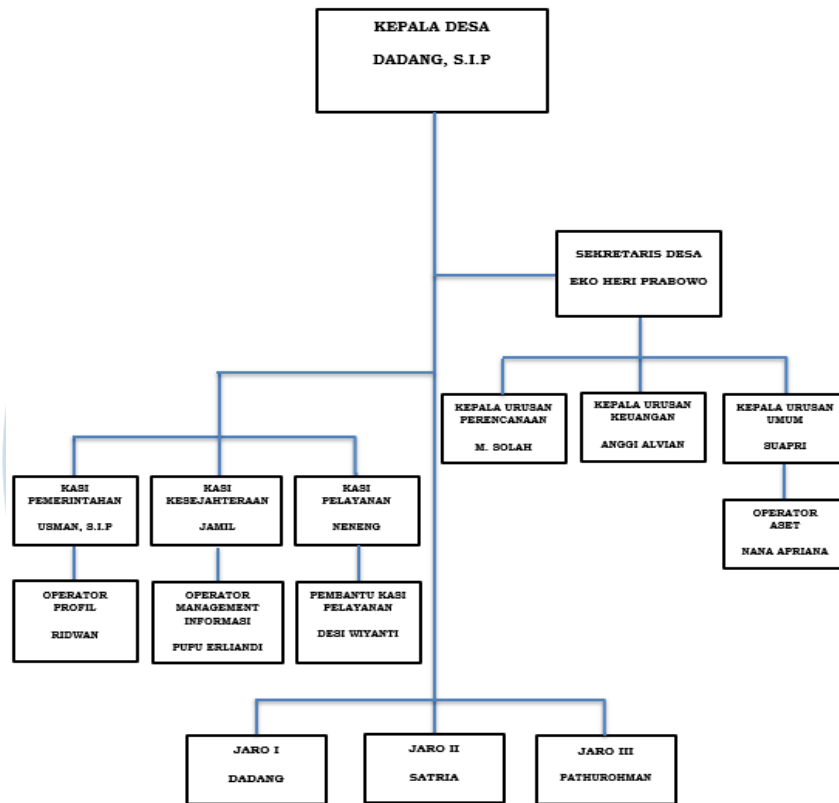 KEPALA DESA
DADANG, S.I.P
SEKRETARIS DESA
EKO HERI PRABOWO
KEPALA URUSAN
PERENCANAAN
M. SOLAH
KEPALA URUSAN
KEUANGAN
ANGGI ALVIAN
KEPALA URUSAN
UMUM
SUAPRI
KASI
PEMERINTAHAN
USMAN, S.I.P
KASI
KESEJAHTERAAN
JAMIL
KASI
PELAYANAN
NENENG
OPERATOR
ASET
NANA APRIANA
OPERATOR
PROFIL
RIDWAN
OPERATOR
MANAGEMENT
INFORMASI
PUPU ERLIANDI
PEMBANTU KASI
PELAYANAN
DESI WIYANTI
JARO I
DADANG
JARO II
SATRIA
JARO III
PATHUROHMAN